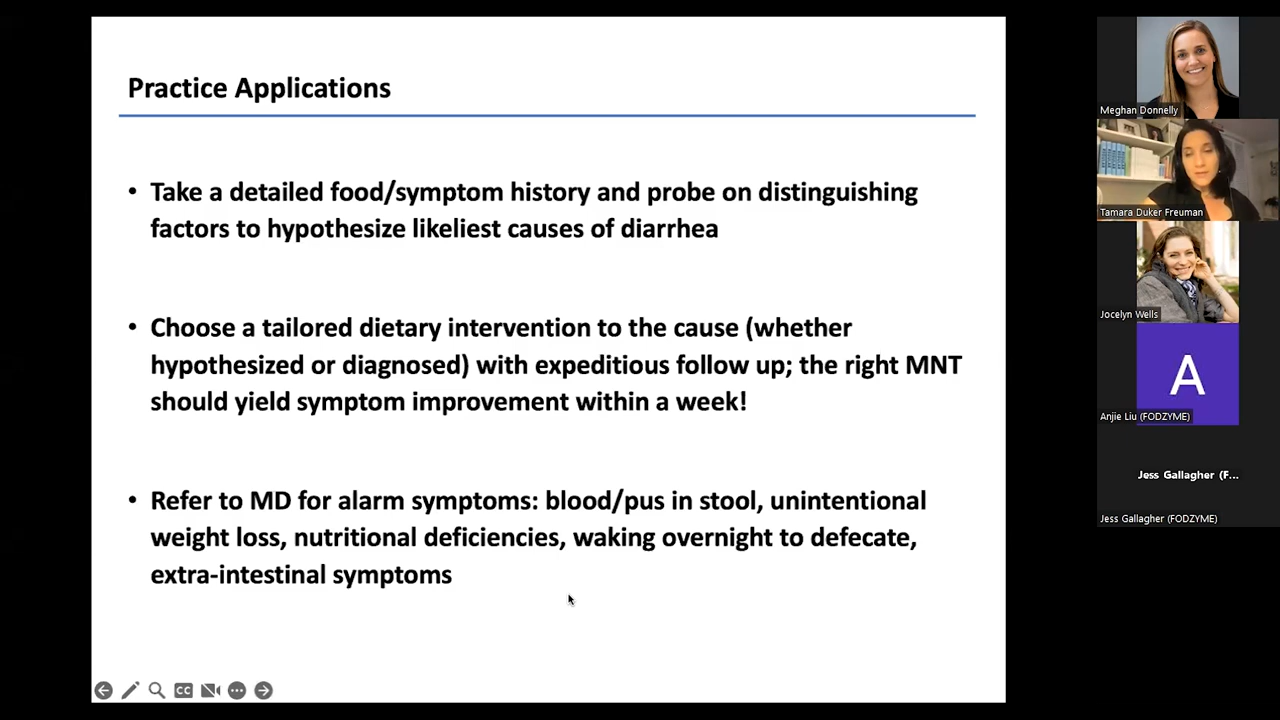 Practice Applications
• Take a detailed food/symptom history and probe on distinguishing
factors to hypothesize likeliest causes of diarrhea
• Choose a tailored dietary intervention to the cause (whether
hypothesized or diagnosed) with expeditious follow up; the right MNT
should yield symptom improvement within a week!
• Refer to MD for alarm symptoms: blood/pus in stool, unintentional
weight loss, nutritional deficiencies, waking overnight to defecate,
extra-intestinal symptoms
CC
Meghan Donnelly
Tamara Duker Freuman
Jocelyn Wells
A
Anjie Liu (FODZYME)
Jess Gallagher (F...
Jess Gallagher (FODZYME)